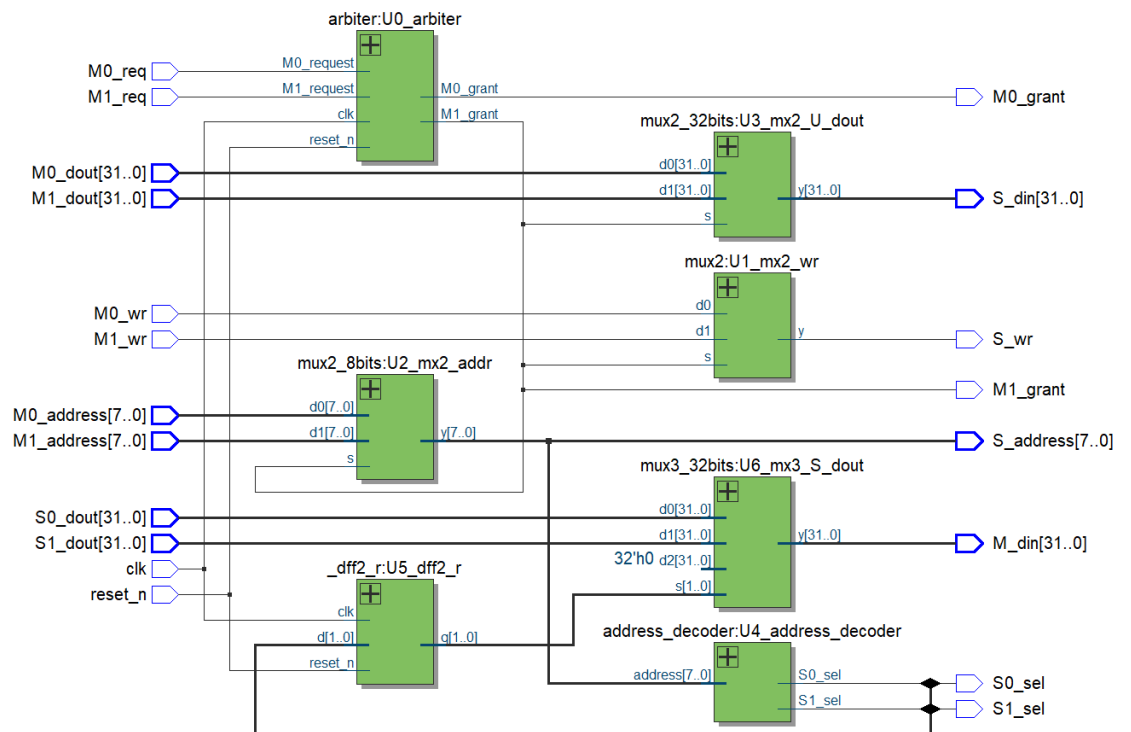 arbiter:U0_arbiter
M0_req
M0_request
M1_req
M1_request
M0_grant
M0_grant
clk
M1_grant
reset_n
mux2_32bits:U3_mx2_U_dout
M0_dout[31..0]
d0[31..0]
M1_dout[31..0]
d1[31..0]
y[31..0]
S_din[31..0]
s
mux2:U1_mx2_wr
M0_wr
d0
M1_wr
d1
y
S_wr
s
mux2_8bits:U2_mx2_addr
M1_grant
M0_address[7..0]
d0[7..0]
M1_address[7..0]
d1[7..0]
y[7..0]
S_address[7..0]
s
mux3_32bits:U6_mx3_S_dout
S0_dout[31..0]
d0[31..0]
S1_dout[31..0]
d1[31..0]
y[31..0]
M_din[31..0]
32'h0 d2[31..0]
s[1..0]
clk
reset_n
_dff2_r:U5_dff2_r
clk
d[1..0]
q[1..0]
reset_n
address_decoder:U4_address_decoder
address[7..0]
S0_sel
S0_sel
S1_sel
S1_sel